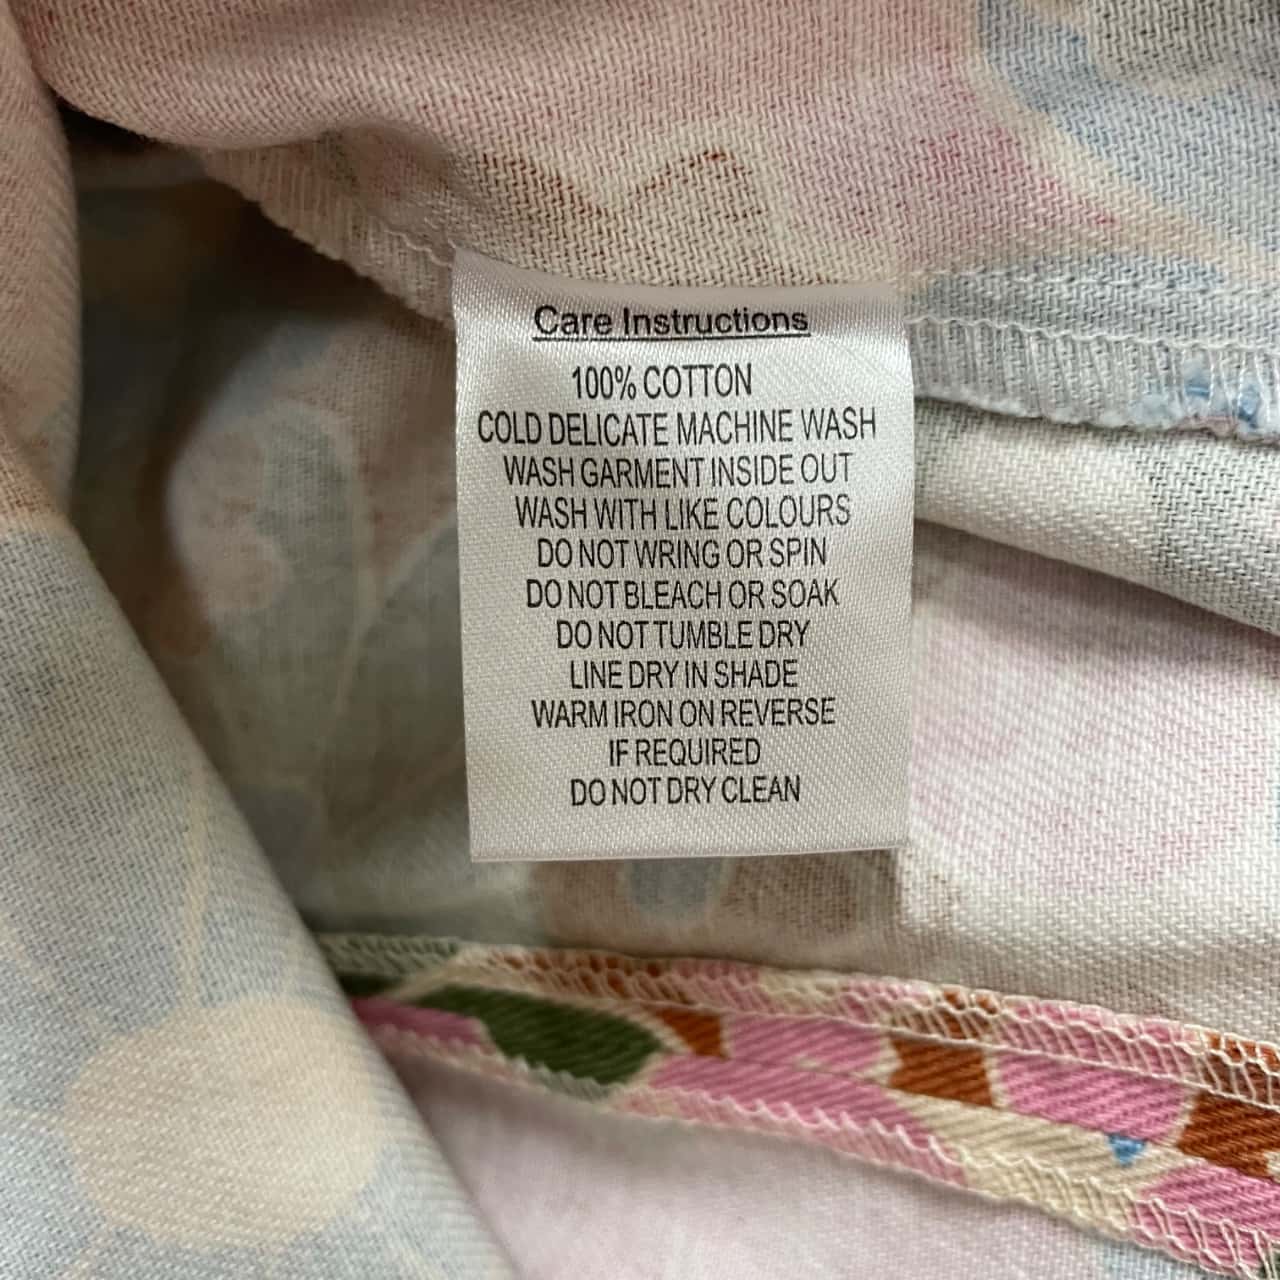 Care Instructions
100% COTTON
COLD DELICATE MACHINE WASH
WASH GARMENT INSIDE OUT
WASH WITH LIKE COLOURS
DO NOT WRING OR SPIN
DO NOT BLEACH OR SOAK
DO NOT TUMBLE DRY
LINE DRY IN SHADE
WARM IRON ON REVERSE
IF REQUIRED
DO NOT DRY CLEAN